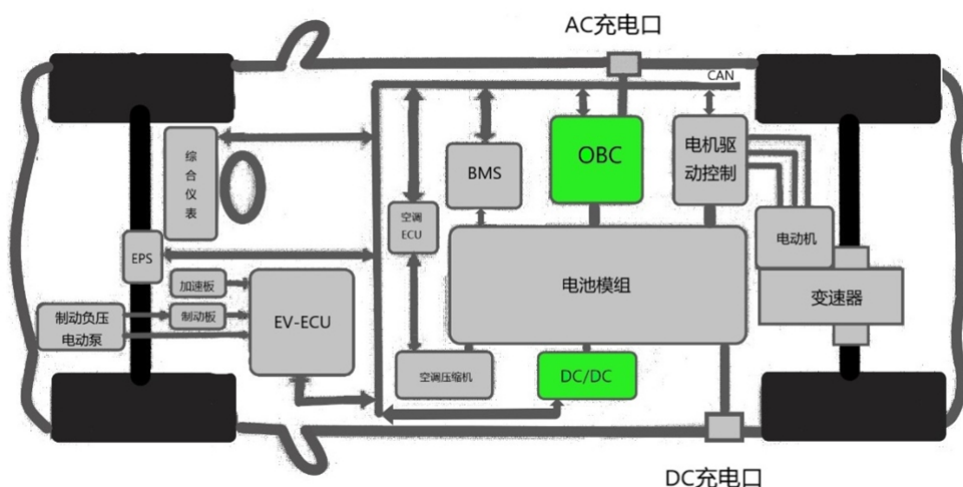 AC充电口
CAN
综
合
仪
表
BMS
OBC
电机驱
动控制
空调
ECU
电动机
EPS
电池模组
加速板
变速器
制动负压
电动泵
制动板
EV-ECU
空调压缩机
DC/DC
DC充电口